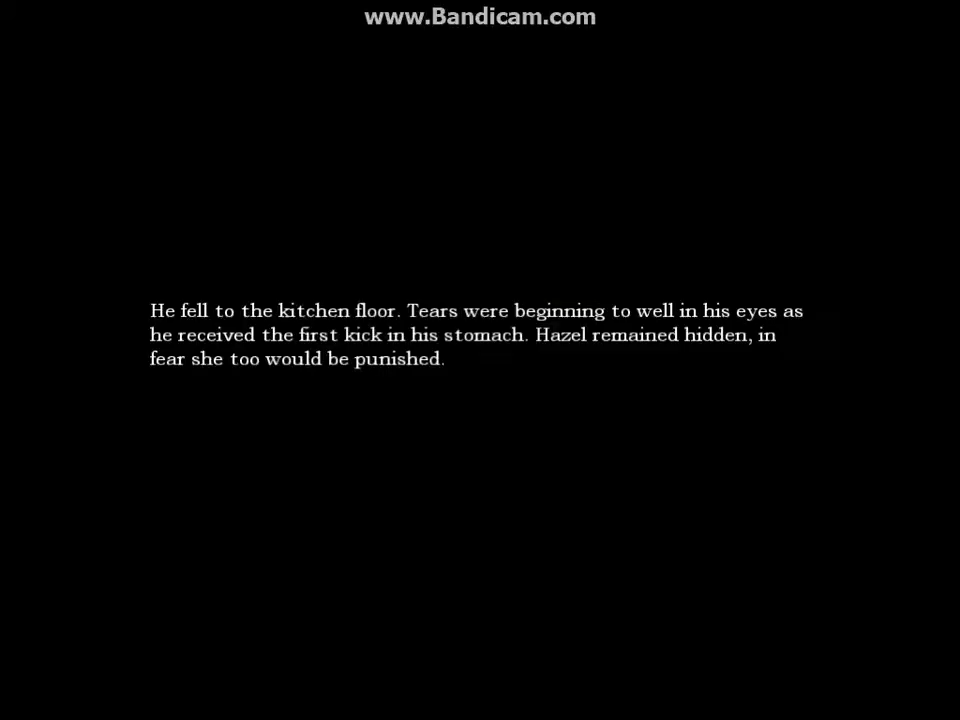 www.Bandicam.com
He fell to the kitchen floor. Tears were beginning to well in his eyes as
he received the first kick in his stomach. Hazel remained hidden, in
fear she too would be punished.